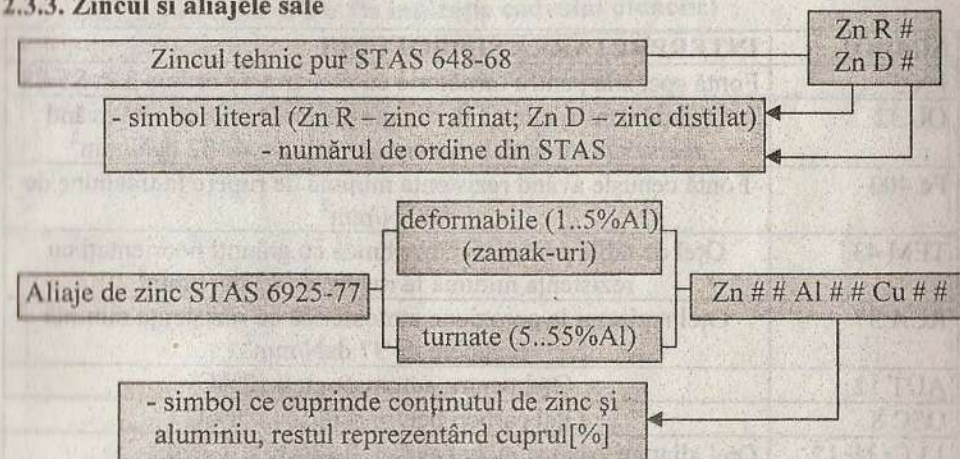 2.3.3. Zincul si aliajele sale
Zincul tehnic pur STAS 648-68
Zn R #
Zn D #
- simbol literal (Zn R – zinc rafinat; Zn D – zinc distilat)
- numărul de ordine din STAS
Aliaje de zinc STAS 6925-77
deformabile (1..5%Al)
(zamak-uri)
turnate (5..55%Al)
Zn # # Al # # Cu # #
- simbol ce cuprinde conţinutul de zinc şi
aluminiu, restul reprezentând cuprul[%]